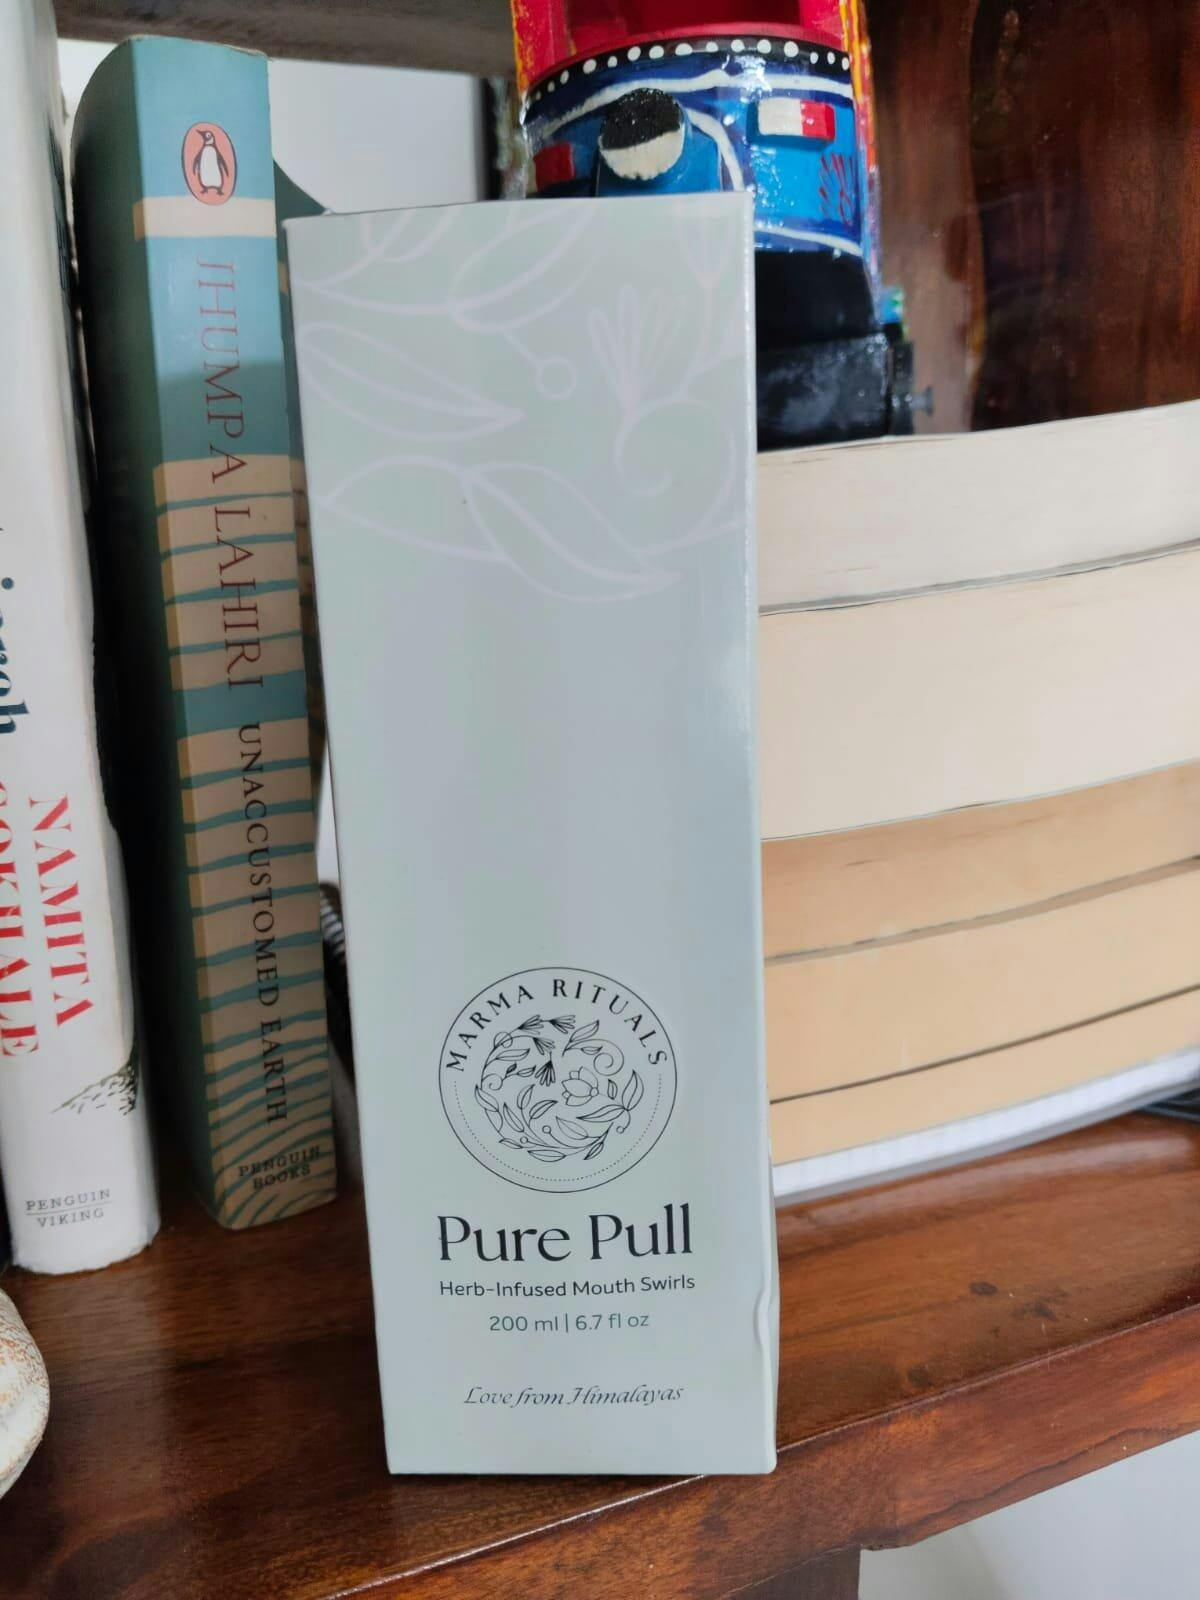 NAMITA
GOKHALE
PENGUIN
VIKING
JHUMPA LAHIRI UNACCUSTOMED EARTH
PENGUIN
BOOKS
MARMA RITUALS
Pure Pull
Herb-Infused Mouth Swirls
200 ml | 6.7 fl oz
Love from Himalayas